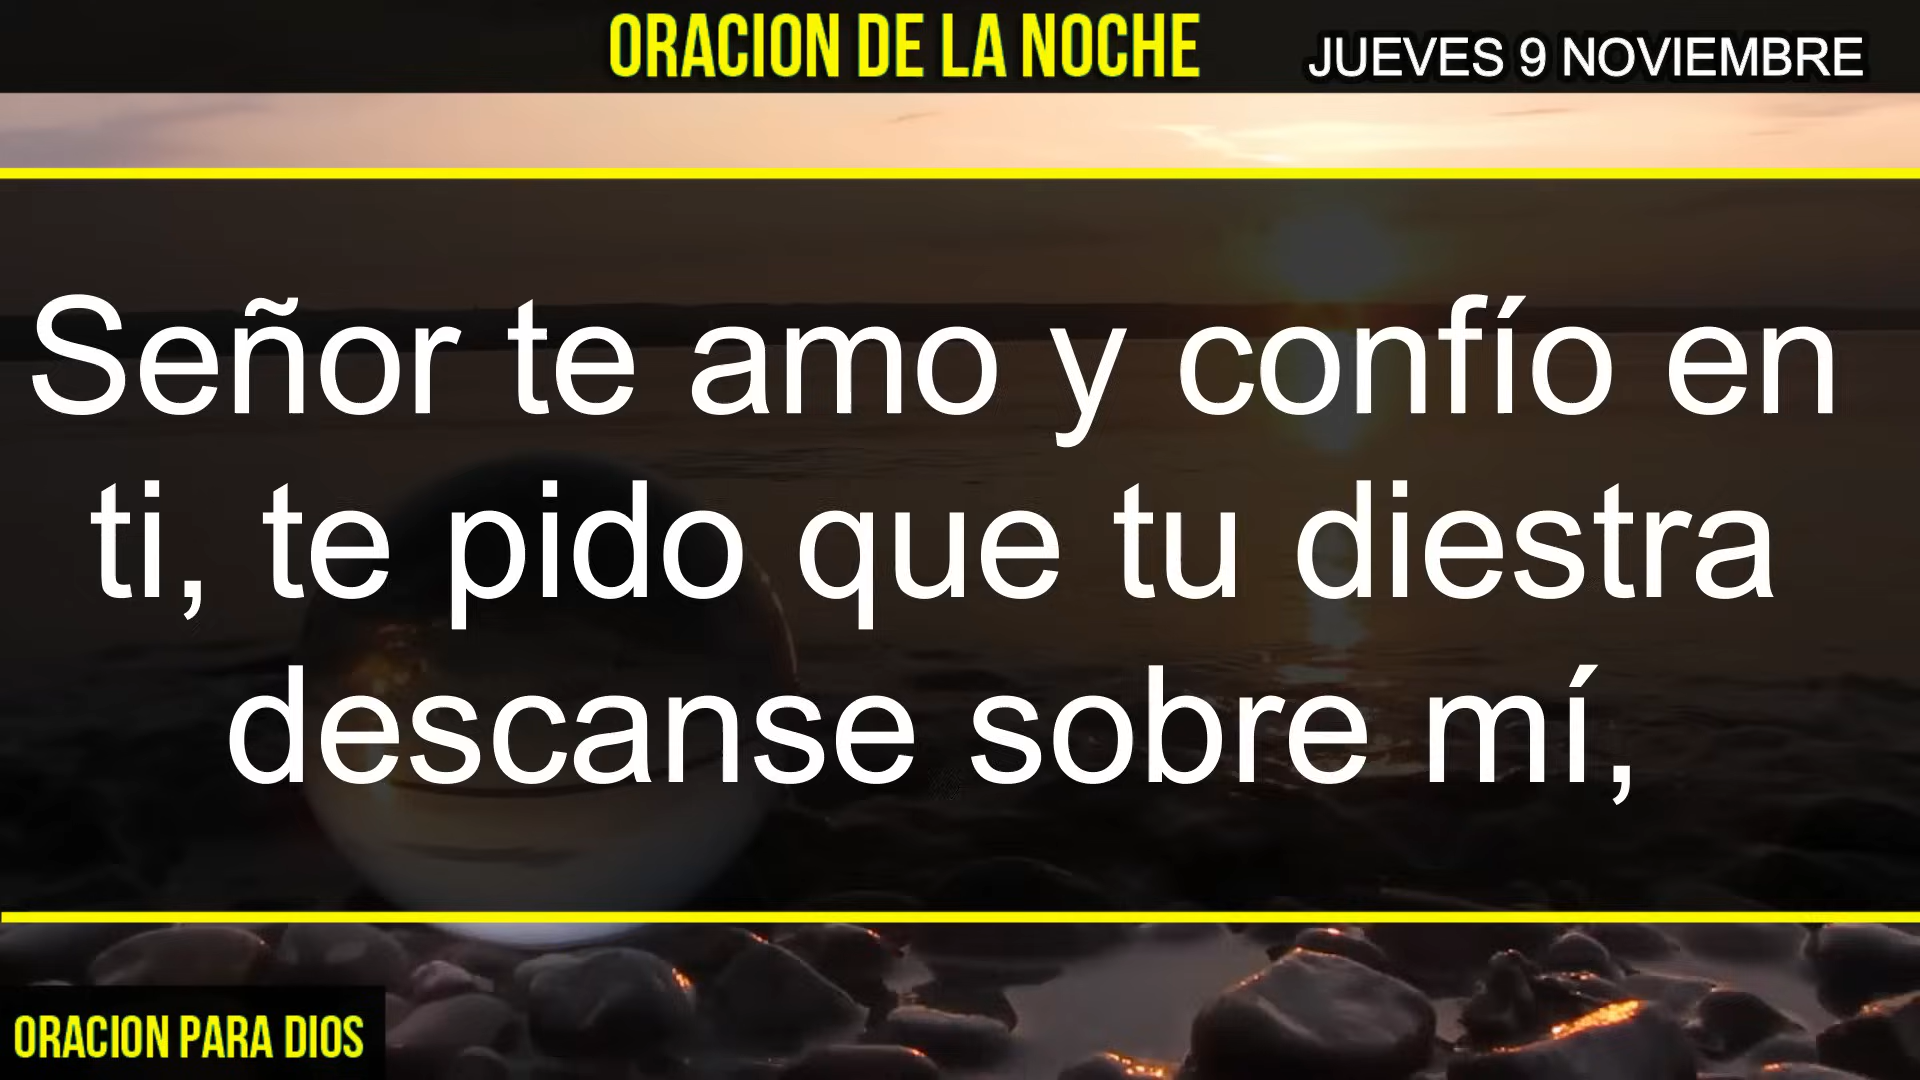 ORACION DE LA NOCHE
JUEVES 9 NOVIEMBRE
Señor te amo y confío en
ti, te pido que tu diestra
descanse sobre mí,
ORACION PARA DIOS